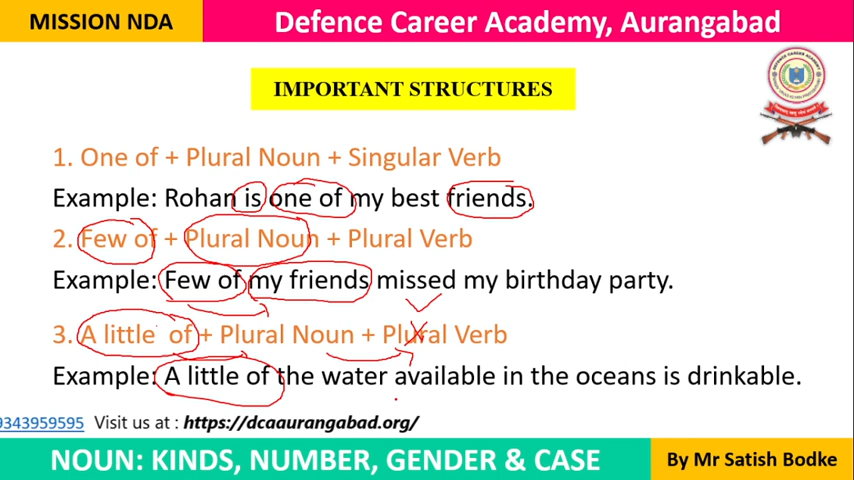 MISSION NDA
Defence Career Academy, Aurangabad
IMPORTANT STRUCTURES
1. One of + Plural Noun + Singular Verb
Example: Rohan is one of my best friends.
2. Few of + Plural Noun + Plural Verb
Example: Few of my friends missed my birthday party.
3. A little of + Plural Noun + Plural Verb
Example: A little of the water available in the oceans is drinkable.
9343959595 Visit us at : https://dcaaurangabad.org/
NOUN: KINDS, NUMBER, GENDER & CASE
By Mr Satish Bodke